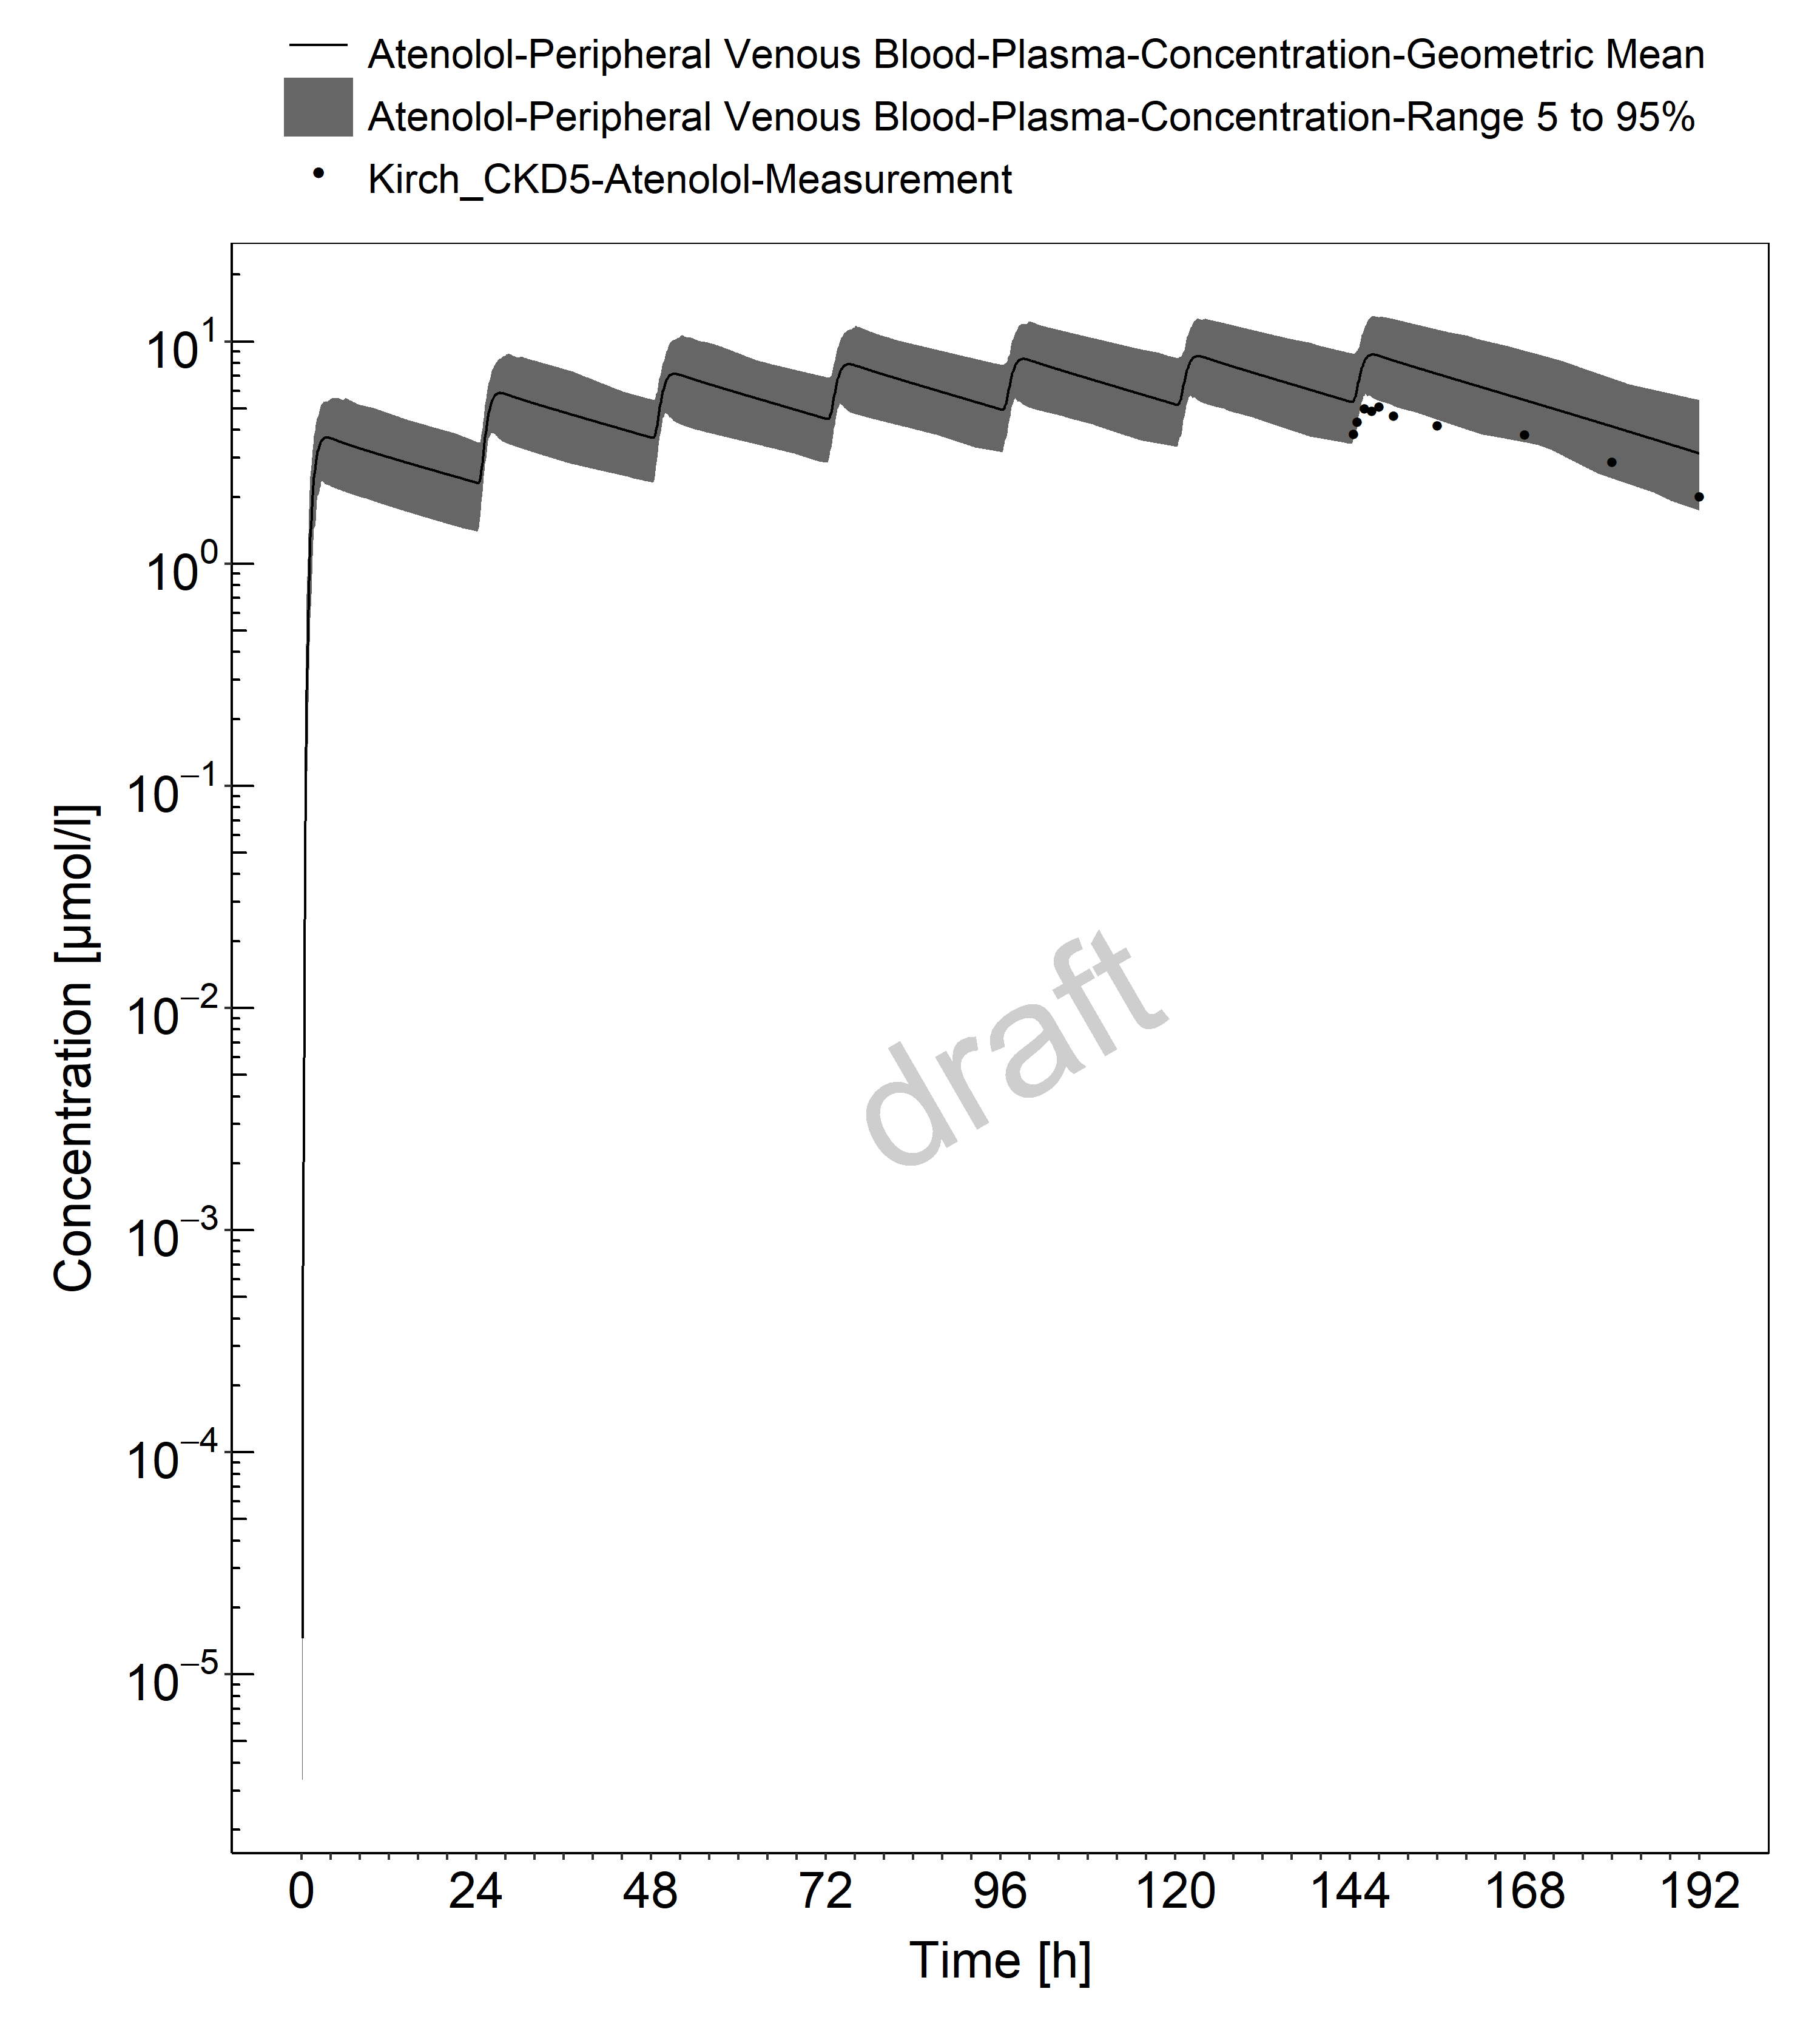 Atenolol-Peripheral Venous Blood-Plasma-Concentration-Geometric Mean
Atenolol-Peripheral Venous Blood-Plasma-Concentration-Range 5 to 95%
Kirch_CKD5-Atenolol-Measurement
10¹
10⁰
10⁻¹
10⁻²
10⁻³
10⁻⁴
10⁻⁵
Concentration [µmol/l]
draft
0 24 48 72 96 120 144 168 192
Time [h]